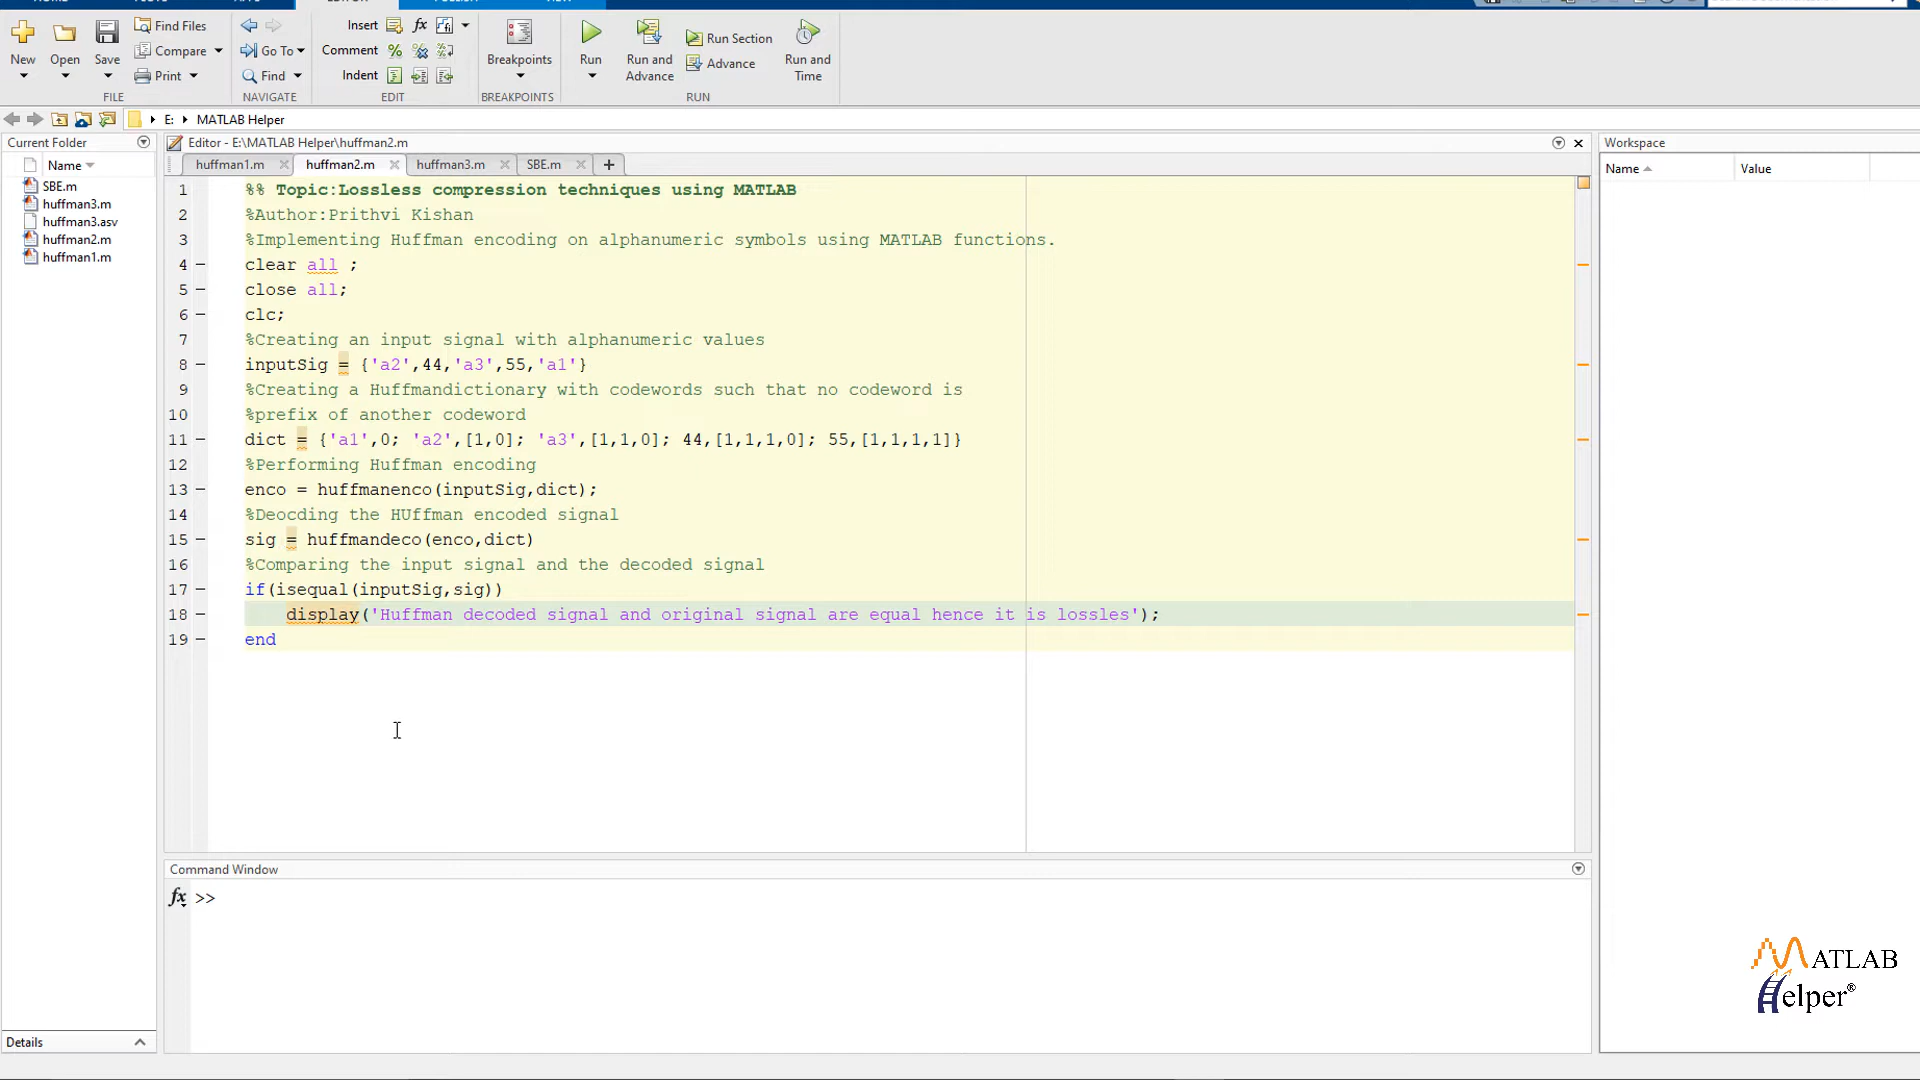 Find Files
Insert fx
Compare
Go To
Comment
Print
Find
Indent
New
Open
Save
Breakpoints
Run
Run and
Advance
Run Section
Advance
Run and
Time
FILE
NAVIGATE
EDIT
BREAKPOINTS
RUN
E: MATLAB Helper
Current Folder
Name
SBE.m
huffman3.m
huffman3.asv
huffman2.m
huffman1.m
Details
Editor - E:\MATLAB Helper\huffman2.m
huffman1.m
huffman2.m
huffman3.m
SBE.m
1 %% Topic:Lossless compression techniques using MATLAB
2 %Author:Prithvi Kishan
3 %Implementing Huffman encoding on alphanumeric symbols using MATLAB functions.
4 clear all ;
5 close all;
6 clc;
7 %Creating an input signal with alphanumeric values
8 inputSig = {'a2',44,'a3',55,'a1'}
9 %Creating a Huffmandictionary with codewords such that no codeword is
10 %prefix of another codeword
11 dict = {'a1',0; 'a2',[1,0]; 'a3',[1,1,0]; 44,[1,1,1,0]; 55,[1,1,1,1]}
12 %Performing Huffman encoding
13 enco = huffmanenco(inputSig,dict);
14 %Deocding the HUffman encoded signal
15 sig = huffmandeco(enco,dict)
16 %Comparing the input signal and the decoded signal
17 if(isequal(inputSig,sig))
18 display('Huffman decoded signal and original signal are equal hence it is lossles');
19 end
Command Window
fx >>
Workspace
Name
Value
MATLAB
Helper®